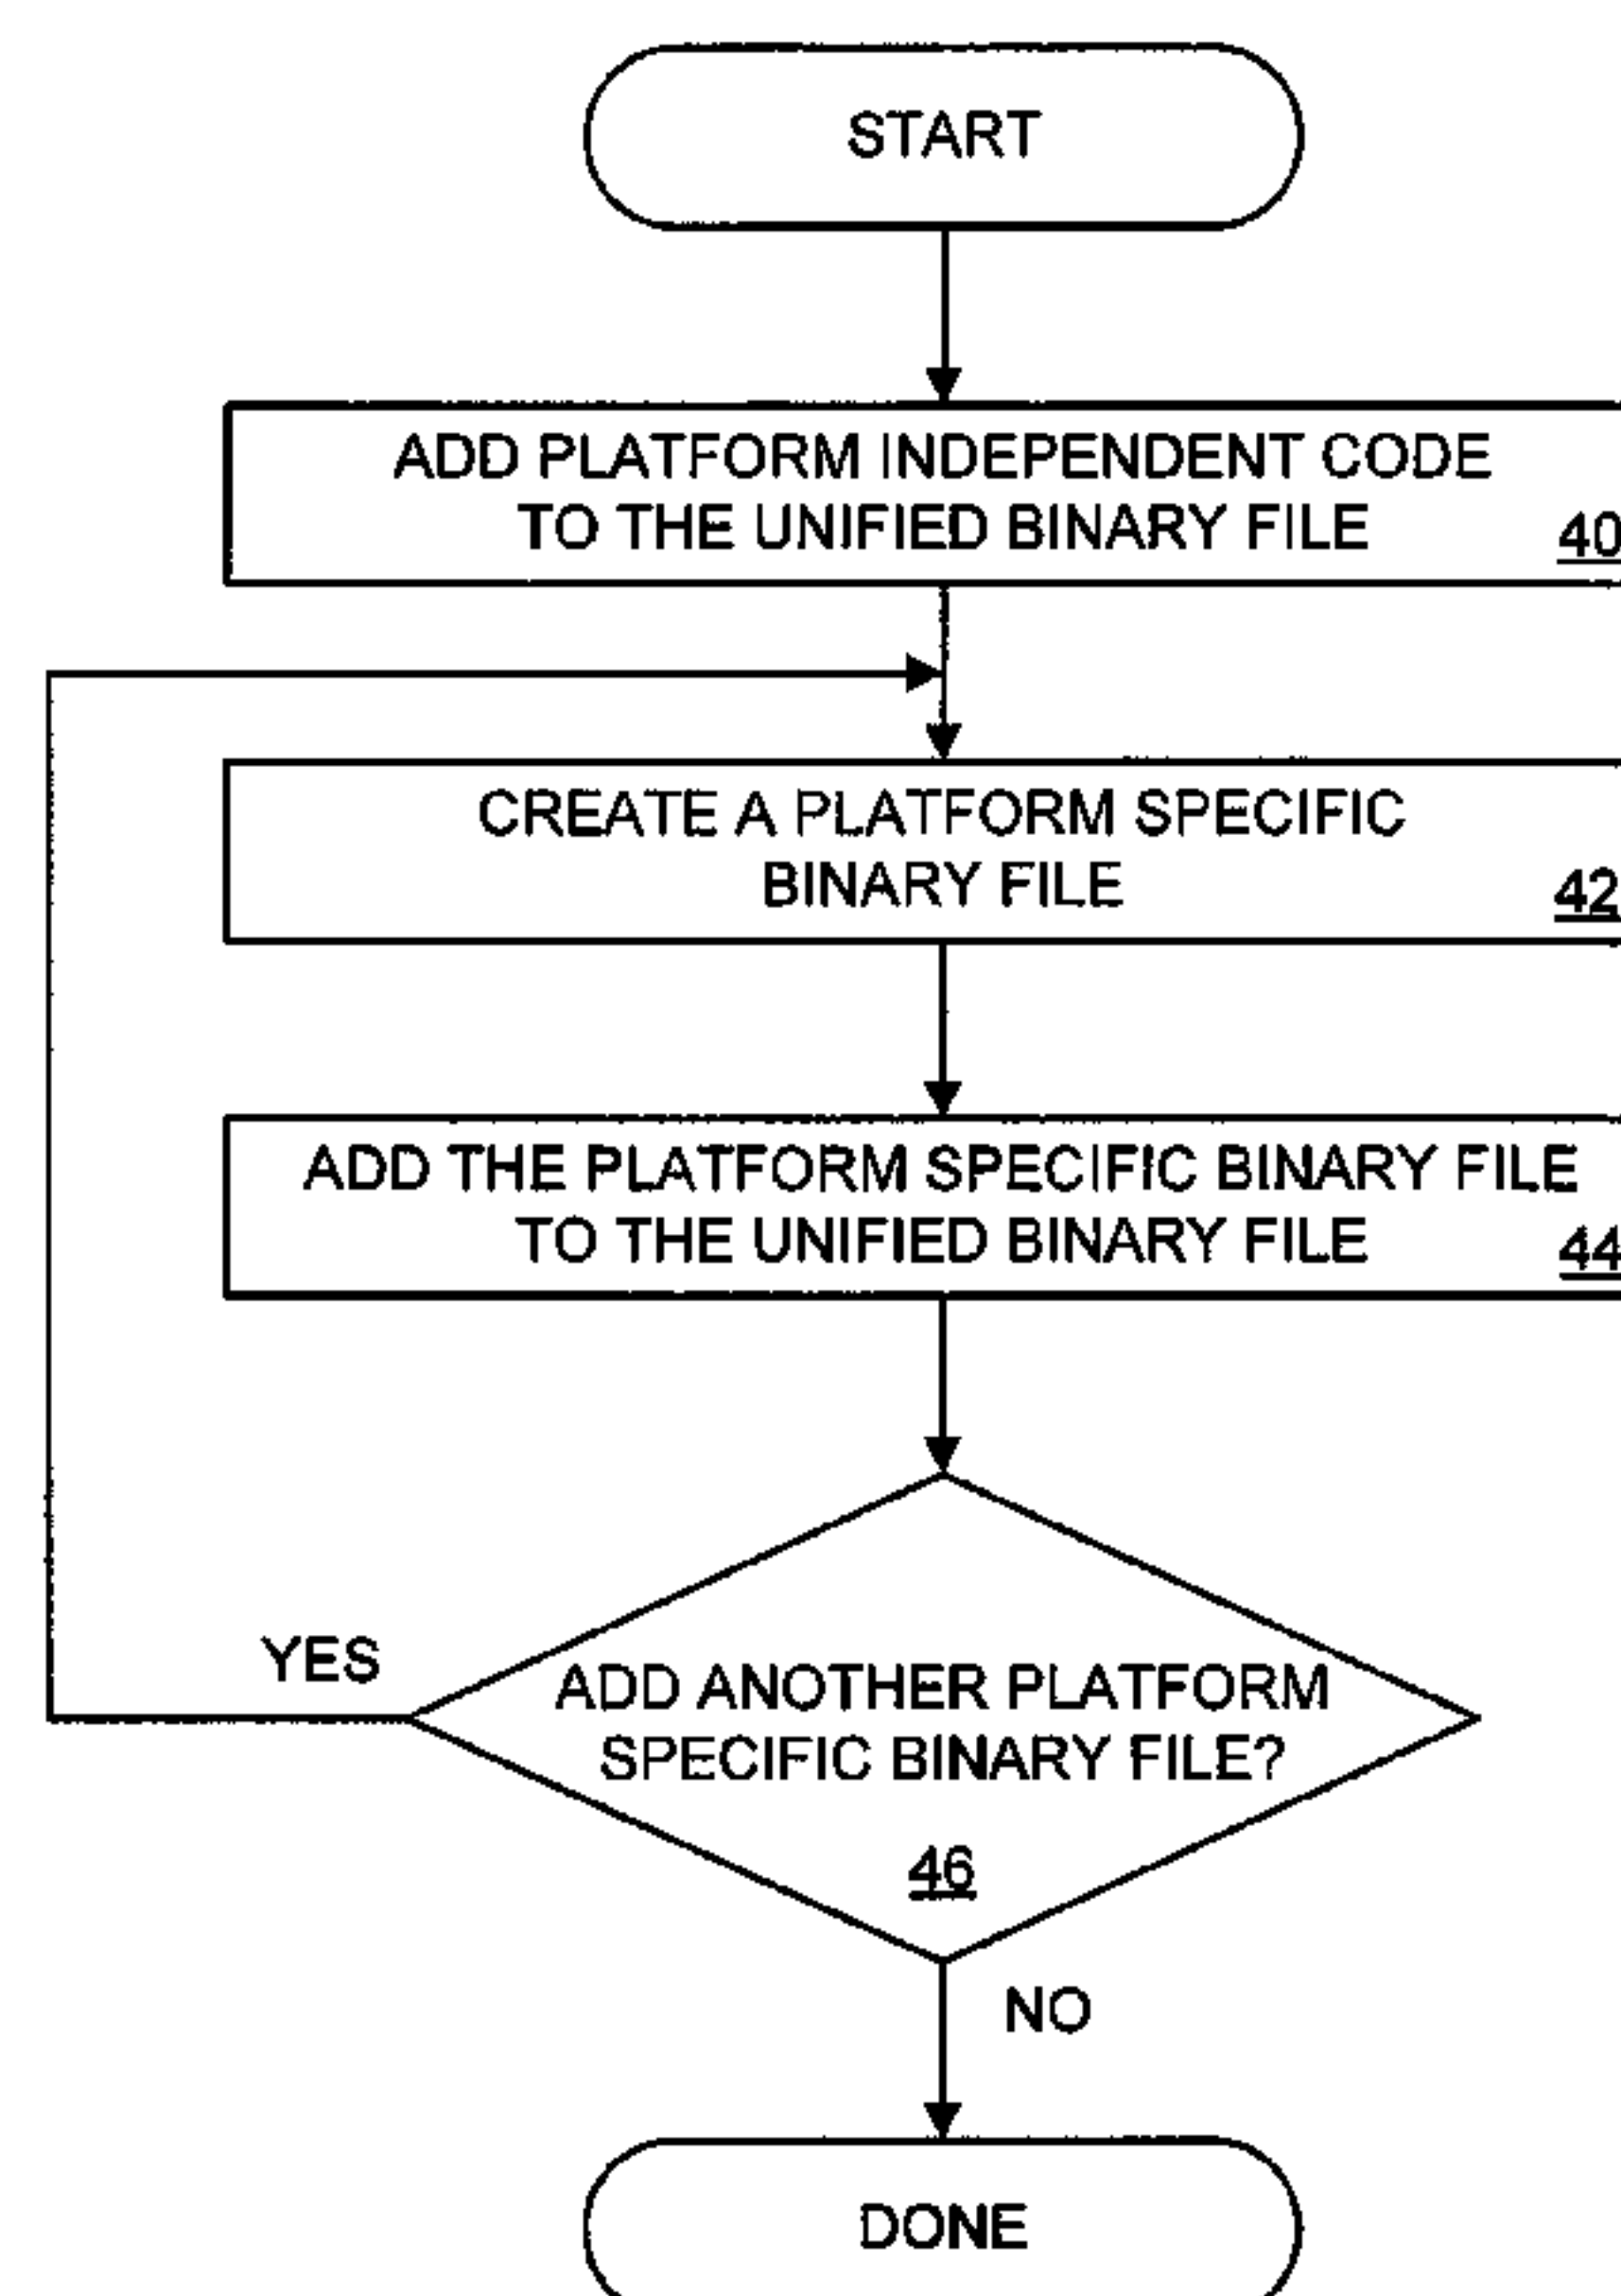 START
ADD PLATFORM INDEPENDENT CODE
TO THE UNIFIED BINARY FILE
40
CREATE A PLATFORM SPECIFIC
BINARY FILE
42
ADD THE PLATFORM SPECIFIC BINARY FILE
TO THE UNIFIED BINARY FILE
44
YES
ADD ANOTHER PLATFORM
SPECIFIC BINARY FILE?
46
NO
DONE